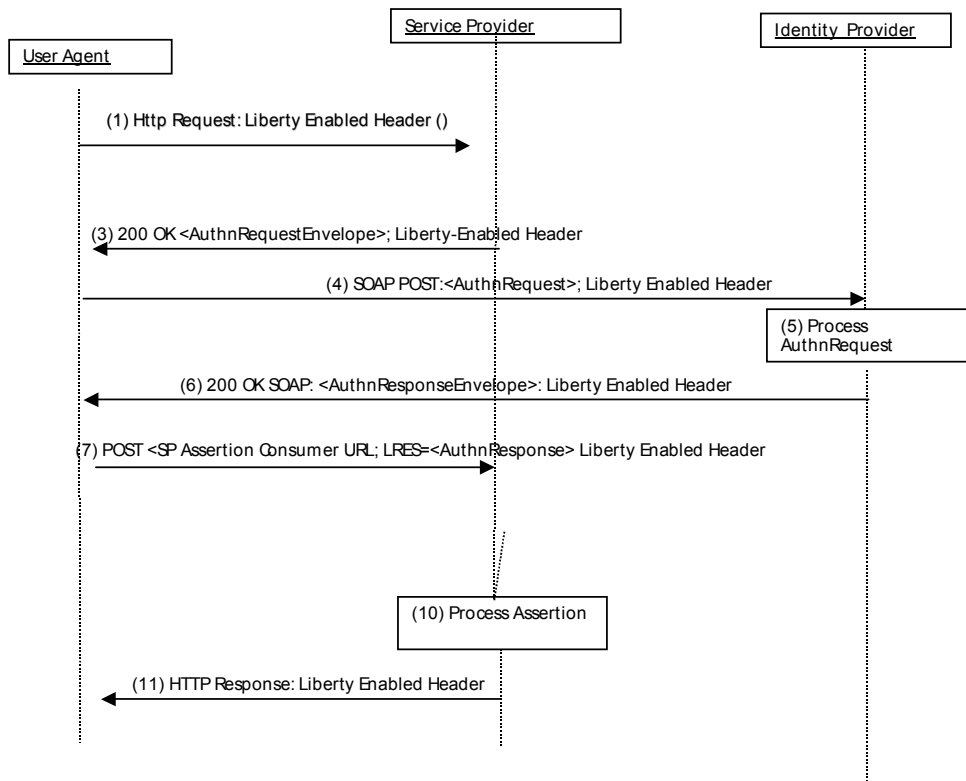 Service Provider
Identity Provider
User Agent
(1) Http Request: Liberty Enabled Header ()
(3) 200 OK <AuthnRequestEnvelope>; Liberty-Enabled Header
(4) SOAP POST:<AuthnRequest>; Liberty Enabled Header
(5) Process
AuthnRequest
(6) 200 OK SOAP: <AuthnResponseEnvelope>: Liberty Enabled Header
(7) POST <SP Assertion Consumer URL; LRES=<AuthnResponse> Liberty Enabled Header
(10) Process Assertion
(11) HTTP Response: Liberty Enabled Header